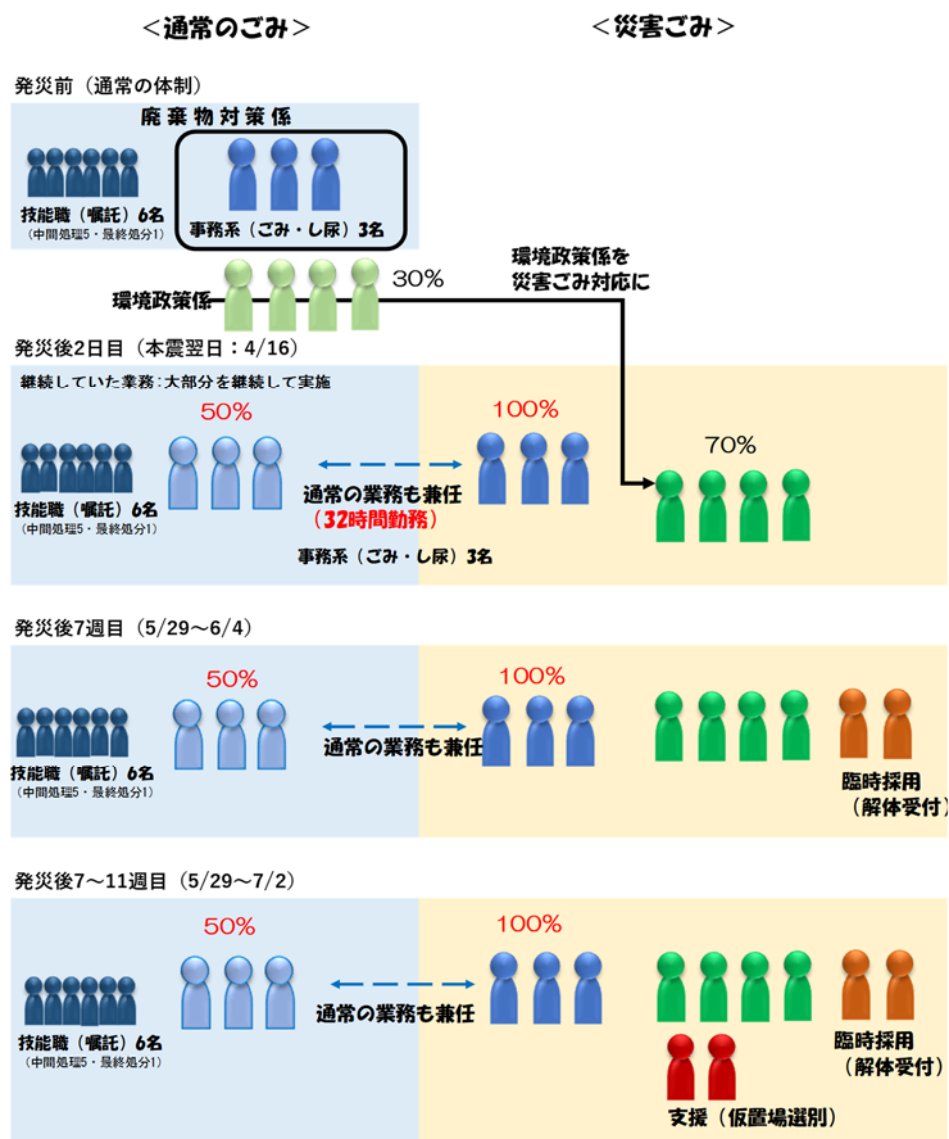 ＜通常のごみ＞
＜災害ごみ＞
発災前（通常の体制）
廃棄物対策係
技能職（嘱託）6名
（中間処理5・最終処分1）
事務系（ごみ・し尿）3名
環境政策係
30%
環境政策係を
災害ごみ対応に
発災後2日目（本震翌日：4/16）
継続していた業務：大部分を継続して実施
50%
100%
70%
技能職（嘱託）6名
（中間処理5・最終処分1）
通常の業務も兼任
（32時間勤務）
事務系（ごみ・し尿）3名
発災後7週目（5/29～6/4）
50%
100%
技能職（嘱託）6名
（中間処理5・最終処分1）
通常の業務も兼任
臨時採用
（解体受付）
発災後7～11週目（5/29～7/2）
50%
100%
技能職（嘱託）6名
（中間処理5・最終処分1）
通常の業務も兼任
臨時採用
（解体受付）
支援（仮置場選別）